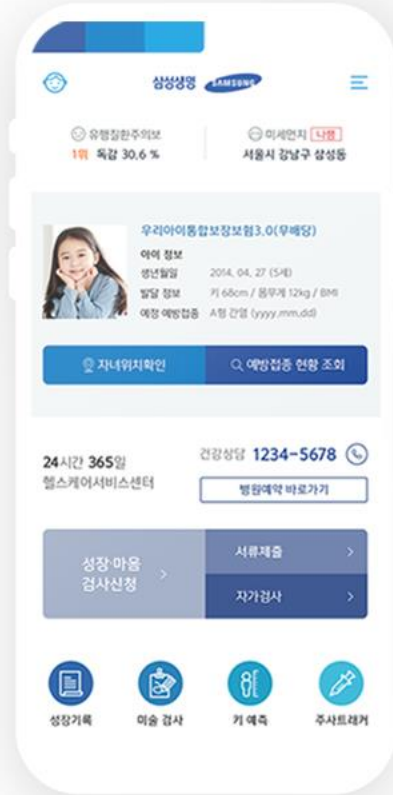 삼성생명 SAMSUNG
유행질환주의보
1위 독감 30.6 %
미세먼지 나쁨
서울시 강남구 삼성동
우리아이통합보장보험3.0(무배당)
아이 정보
생년월일 2014. 04. 27 (5세)
발달 정보 키 68cm / 몸무게 12kg / BMI
예정 예방접종 A형 간염 (yyyy.mm.dd)
자녀위치확인
예방접종 현황 조회
24시간 365일
헬스케어서비스센터
건강상담 1234-5678
병원예약 바로가기
성장·마음
검사신청
서류제출
자가검사
성장기록
미술 검사
키 예측
주사트래커